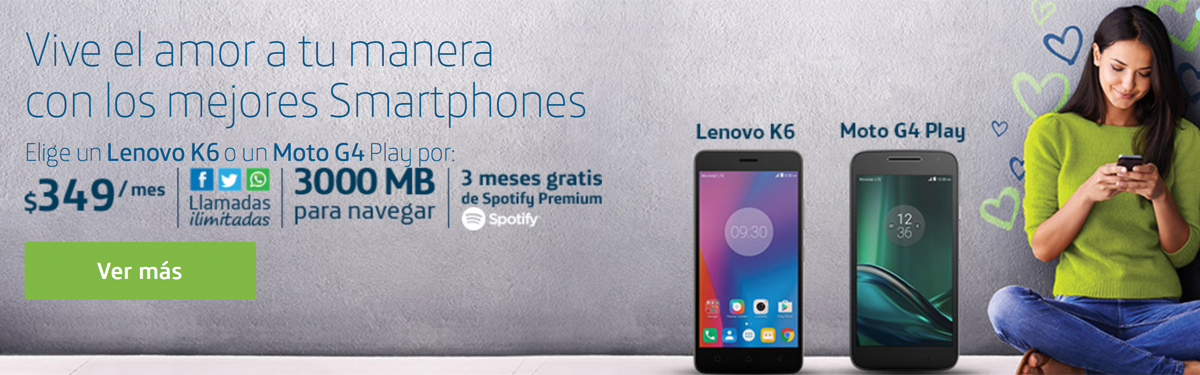 Vive el amor a tu manera
con los mejores Smartphones
Elige un Lenovo K6 o un Moto G4 Play por:
$349/mes
Llamadas
ilimitadas
3000 MB
para navegar
3 meses gratis
de Spotify Premium
Spotify
Ver más
Lenovo K6
09:30
Moto G4 Play
12
36